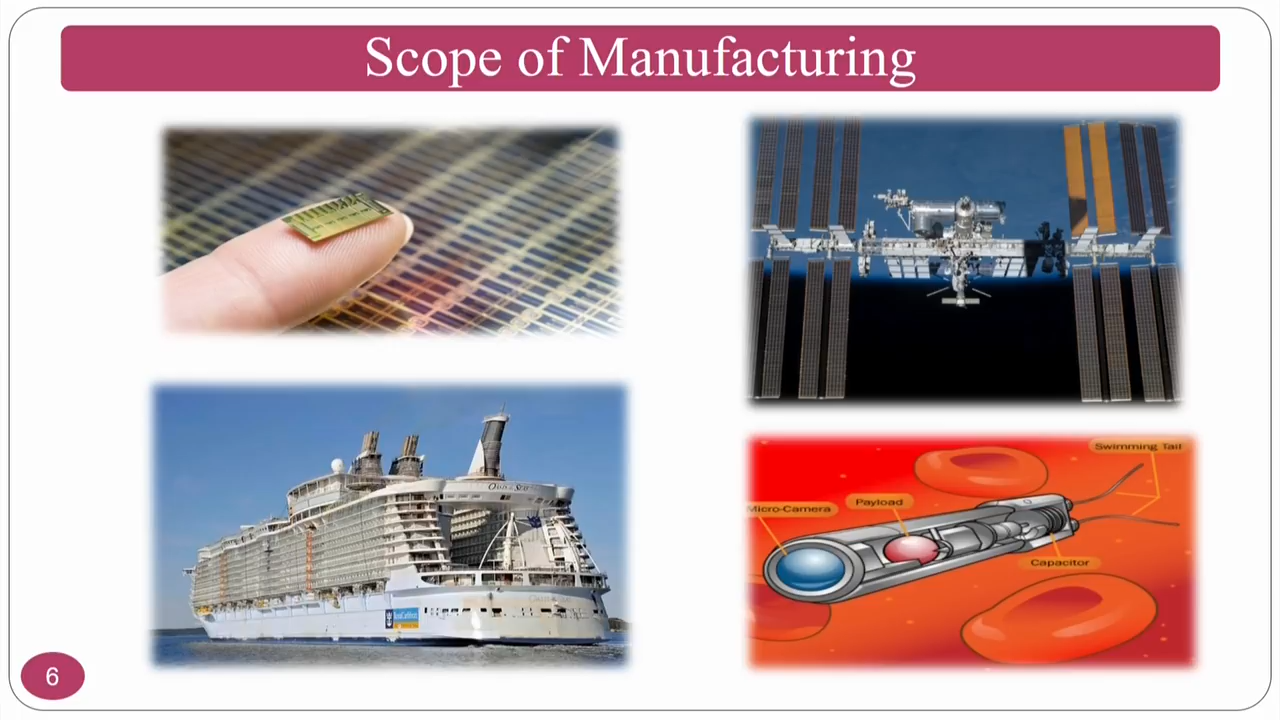 Scope of Manufacturing
Swimming Tail
Micro-Camera
Payload
Capacitor
6